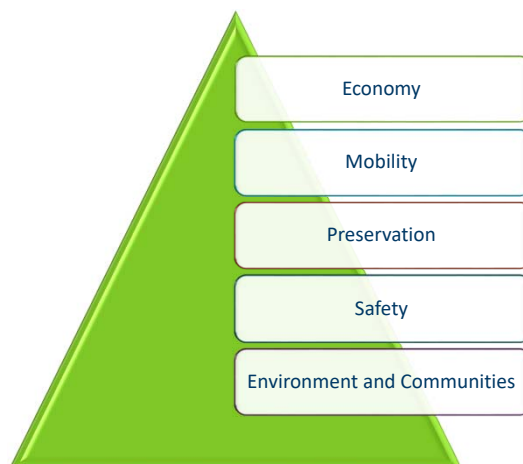 Economy
Mobility
Preservation
Safety
Environment and Communities